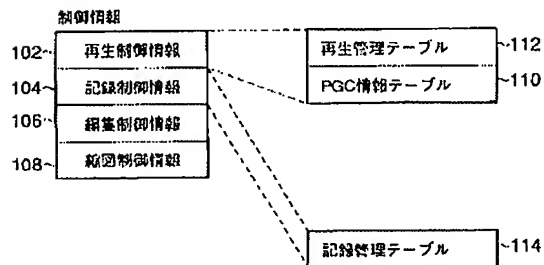 制御情報
102 再生制御情報
104 記録制御情報
106 編集制御情報
108 縮図制御情報
再生管理テーブル 112
PGC情報テーブル 110
記録管理テーブル 114